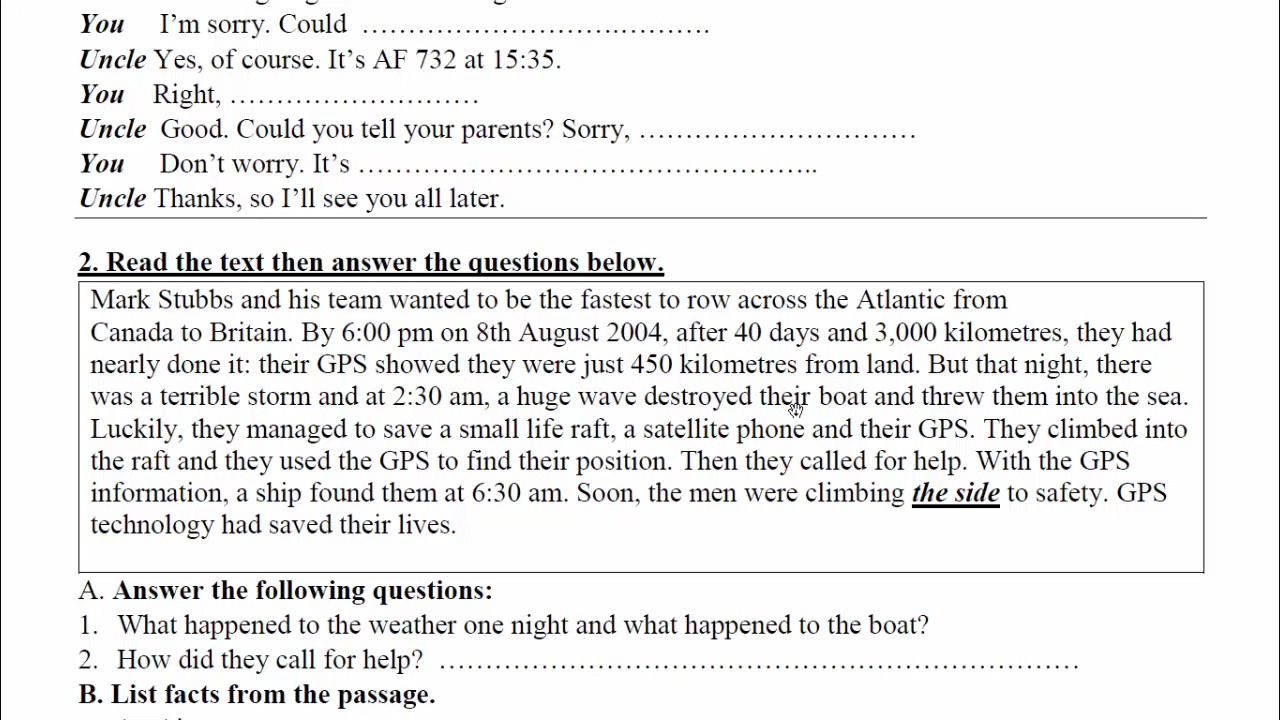 You I’m sorry. Could ……………………….……….
Uncle Yes, of course. It’s AF 732 at 15:35.
You Right, ………………………
Uncle Good. Could you tell your parents? Sorry, …………………………
You Don’t worry. It’s …………………………………………..
Uncle Thanks, so I’ll see you all later.
2. Read the text then answer the questions below.
Mark Stubbs and his team wanted to be the fastest to row across the Atlantic from
Canada to Britain. By 6:00 pm on 8th August 2004, after 40 days and 3,000 kilometres, they had
nearly done it: their GPS showed they were just 450 kilometres from land. But that night, there
was a terrible storm and at 2:30 am, a huge wave destroyed their boat and threw them into the sea.
Luckily, they managed to save a small life raft, a satellite phone and their GPS. They climbed into
the raft and they used the GPS to find their position. Then they called for help. With the GPS
information, a ship found them at 6:30 am. Soon, the men were climbing the side to safety. GPS
technology had saved their lives.
A. Answer the following questions:
1. What happened to the weather one night and what happened to the boat?
2. How did they call for help? ……………………………………………………………
B. List facts from the passage.